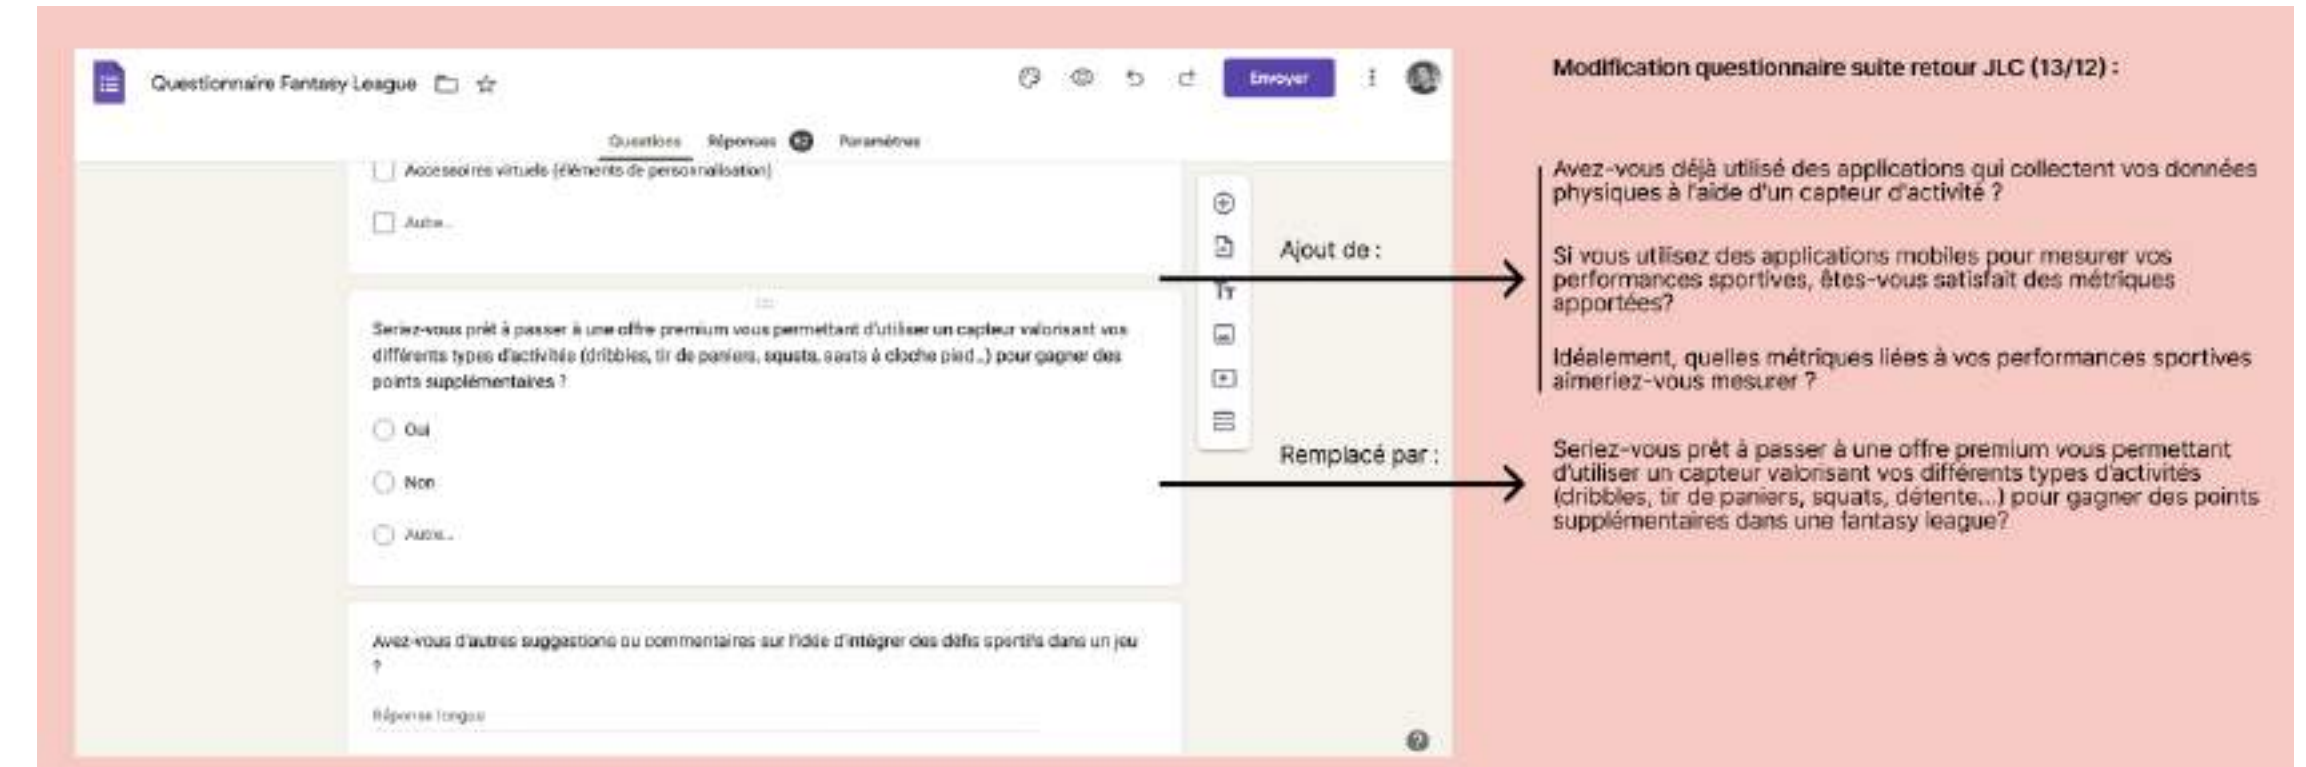 Questionnaire Fantasy League
Envoyer
Questions Réponses Paramètres
Accessoires virtuels (éléments de personnalisation)
Autre...
Seriez-vous prêt à passer à une offre premium vous permettant d'utiliser un capteur valorisant vos
différents types d'activités (dribbles, tir de paniers, squats, sauts à cloche pied...) pour gagner des
points supplémentaires ?
Oui
Non
Autre...
Avez-vous d'autres suggestions ou commentaires sur l'idée d'intégrer des défis sportifs dans un jeu
?
Réponse longue
Ajout de :
Remplacé par :
Modification questionnaire suite retour JLC (13/12) :
Avez-vous déjà utilisé des applications qui collectent vos données
physiques à l'aide d'un capteur d'activité ?
Si vous utilisez des applications mobiles pour mesurer vos
performances sportives, êtes-vous satisfait des métriques
apportées?
Idéalement, quelles métriques liées à vos performances sportives
aimeriez-vous mesurer ?
Seriez-vous prêt à passer à une offre premium vous permettant
d'utiliser un capteur valorisant vos différents types d'activités
(dribbles, tir de paniers, squats, détente...) pour gagner des points
supplémentaires dans une fantasy league?